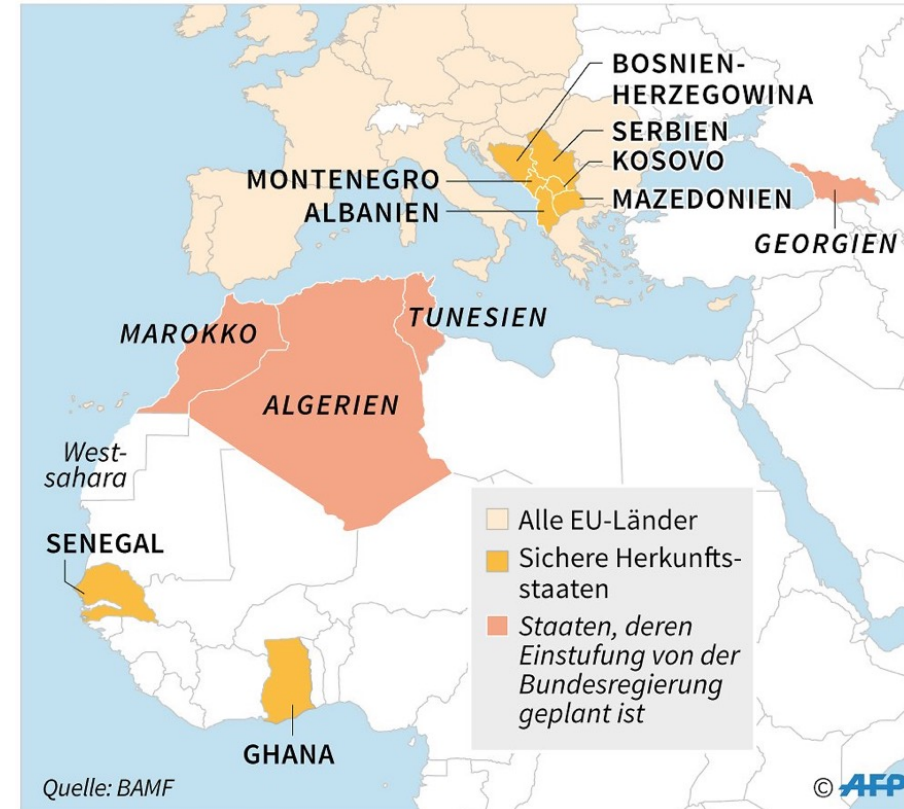 BOSNIEN-
HERZEGOWINA
SERBIEN
KOSOVO
MONTENEGRO
MAZEDONIEN
ALBANIEN
GEORGIEN
TUNESIEN
MAROKKO
ALGERIEN
West-
sahara
SENEGAL
GHANA
Alle EU-Länder
Sichere Herkunfts-
staaten
Staaten, deren
Einstufung von der
Bundesregierung
geplant ist
Quelle: BAMF
© AFP